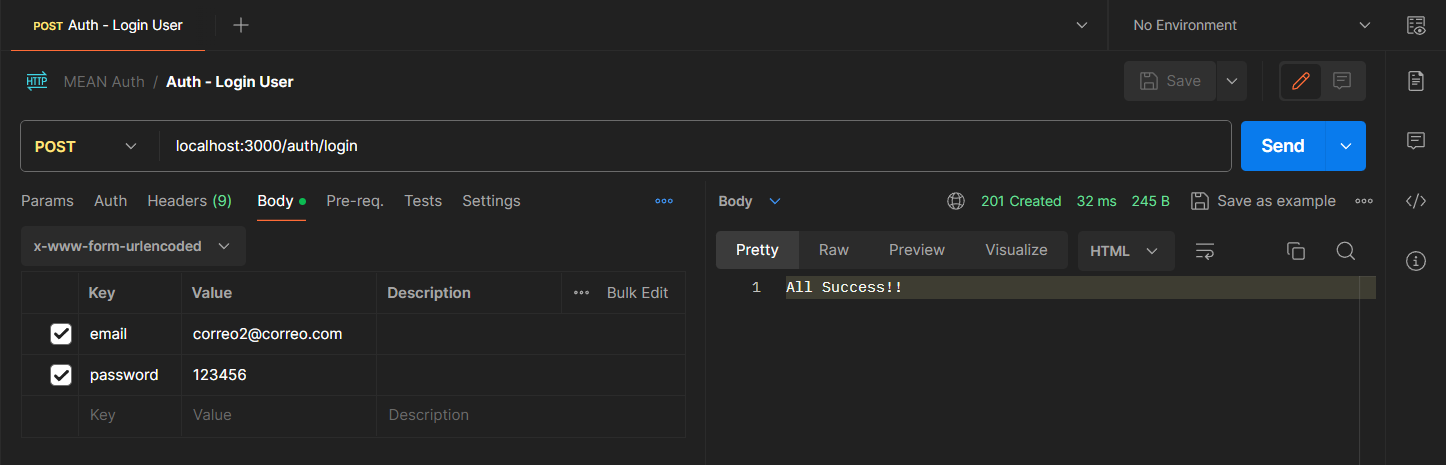 POST Auth - Login User
No Environment
HTTP MEAN Auth / Auth - Login User
Save
POST localhost:3000/auth/login
Send
Params Auth Headers (9) Body Pre-req. Tests Settings
x-www-form-urlencoded
Key Value Description Bulk Edit
email correo2@correo.com
password 123456
Key Value Description
Body 201 Created 32 ms 245 B Save as example
Pretty Raw Preview Visualize HTML
1 All Success!!